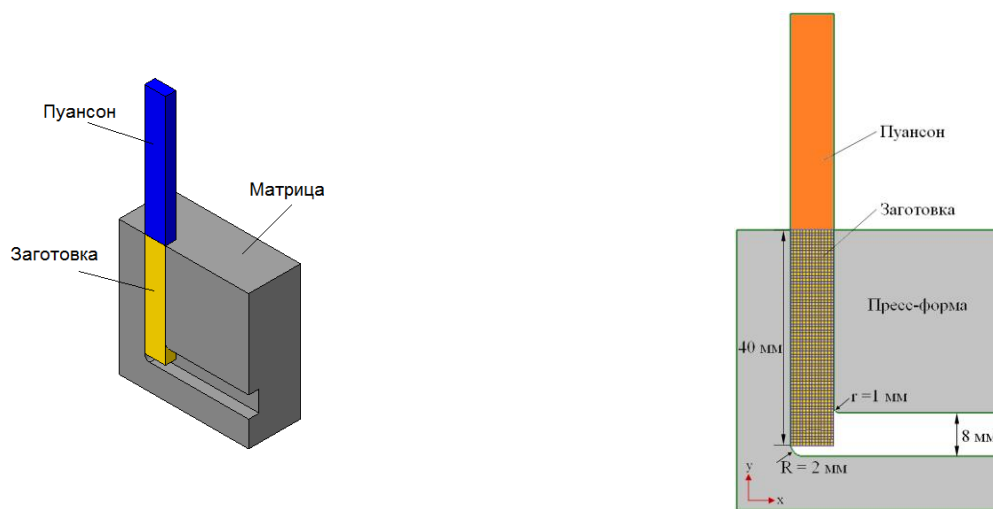 Пуансон
Матрица
Заготовка
Пуансон
Заготовка
Пресс-форма
40 мм
r =1 мм
8 мм
R = 2 мм
y
x